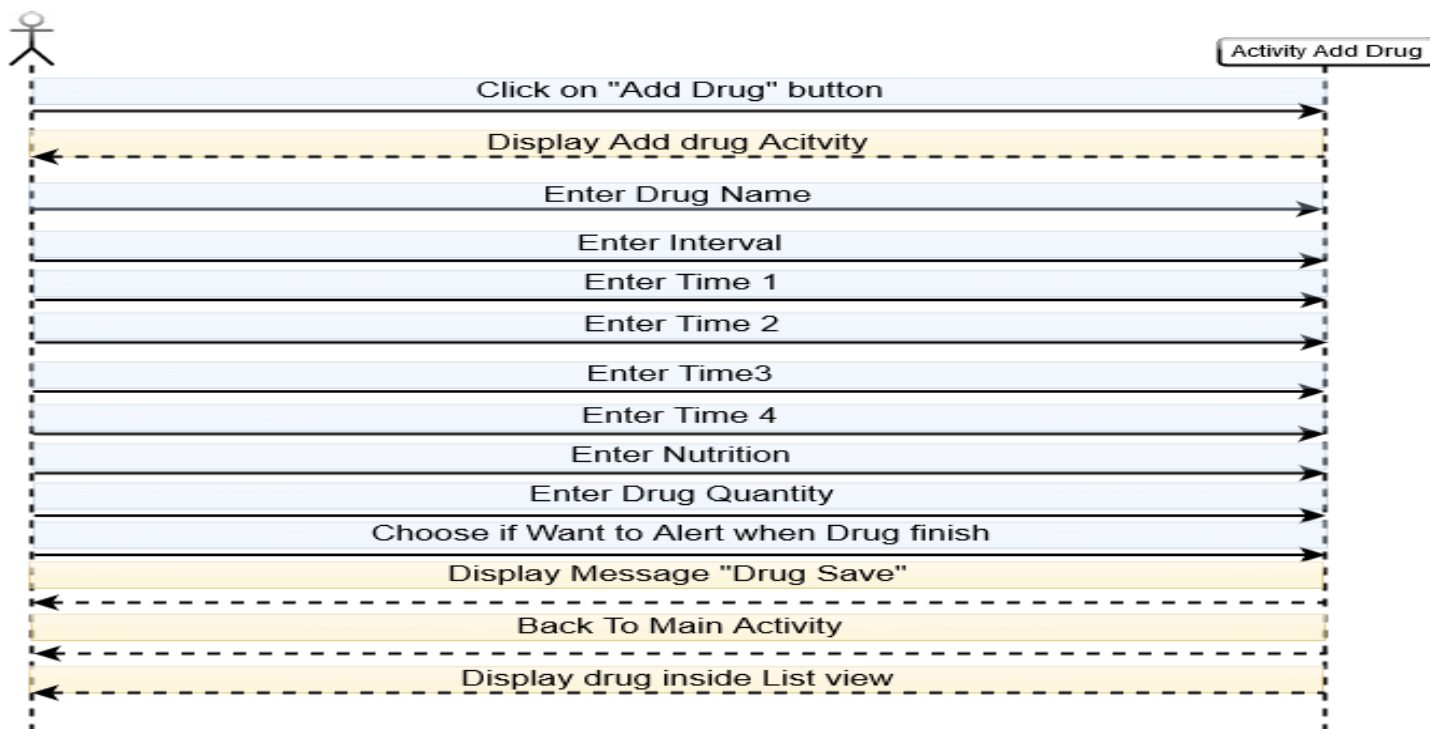 Activity Add Drug
Click on "Add Drug" button
Display Add drug Acitvity
Enter Drug Name
Enter Interval
Enter Time 1
Enter Time 2
Enter Time3
Enter Time 4
Enter Nutrition
Enter Drug Quantity
Choose if Want to Alert when Drug finish
Display Message "Drug Save"
Back To Main Activity
Display drug inside List view